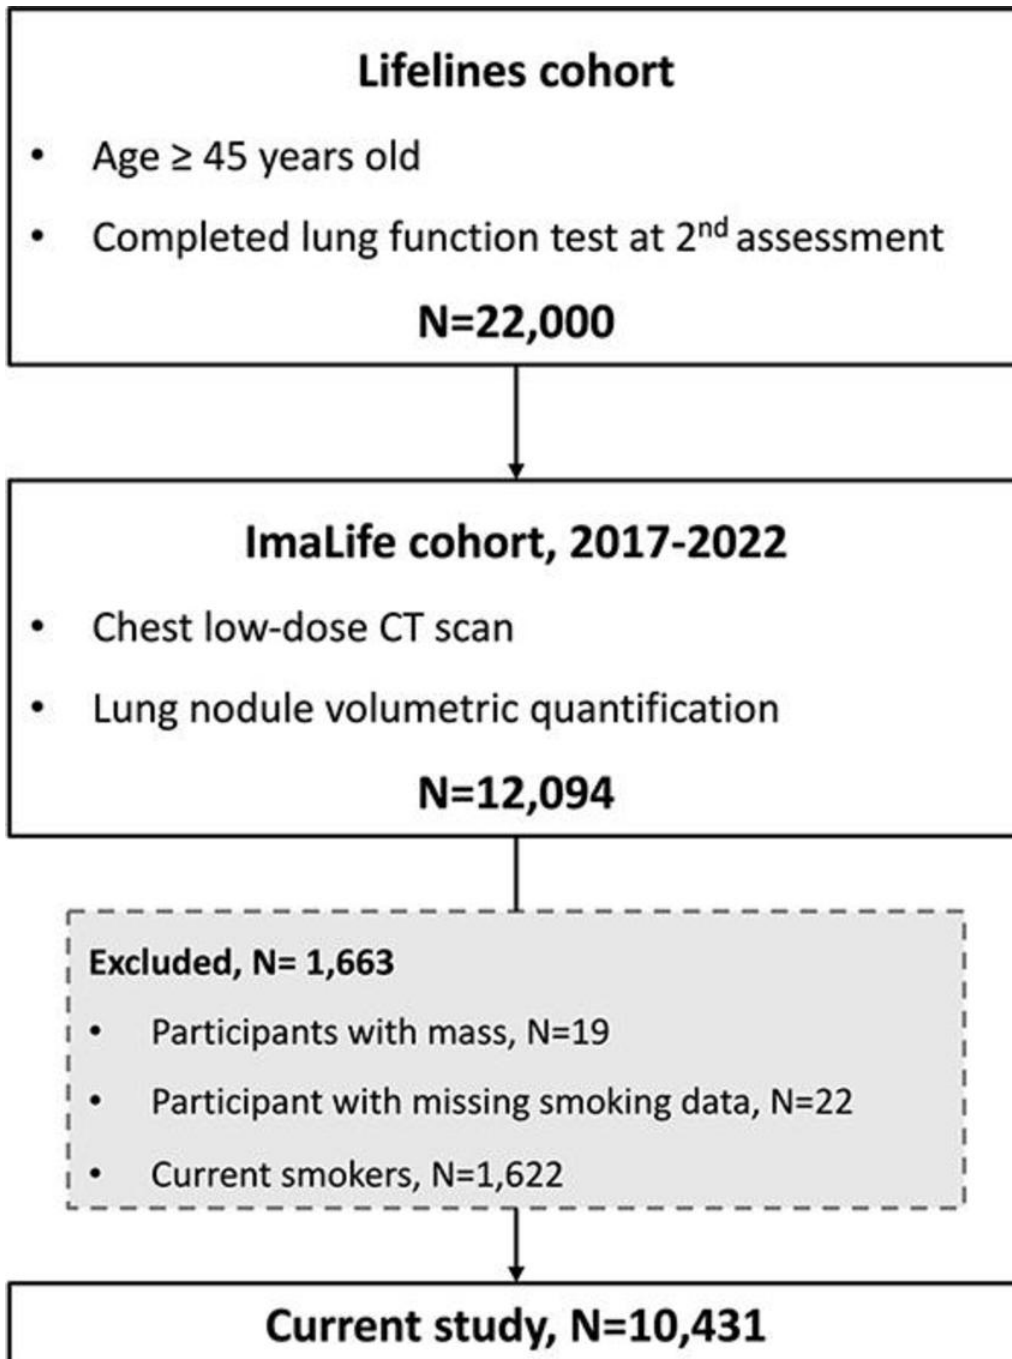 Lifelines cohort
• Age ≥ 45 years old
• Completed lung function test at 2nd assessment
N=22,000
ImaLife cohort, 2017-2022
• Chest low-dose CT scan
• Lung nodule volumetric quantification
N=12,094
Excluded, N= 1,663
• Participants with mass, N=19
• Participant with missing smoking data, N=22
• Current smokers, N=1,622
Current study, N=10,431